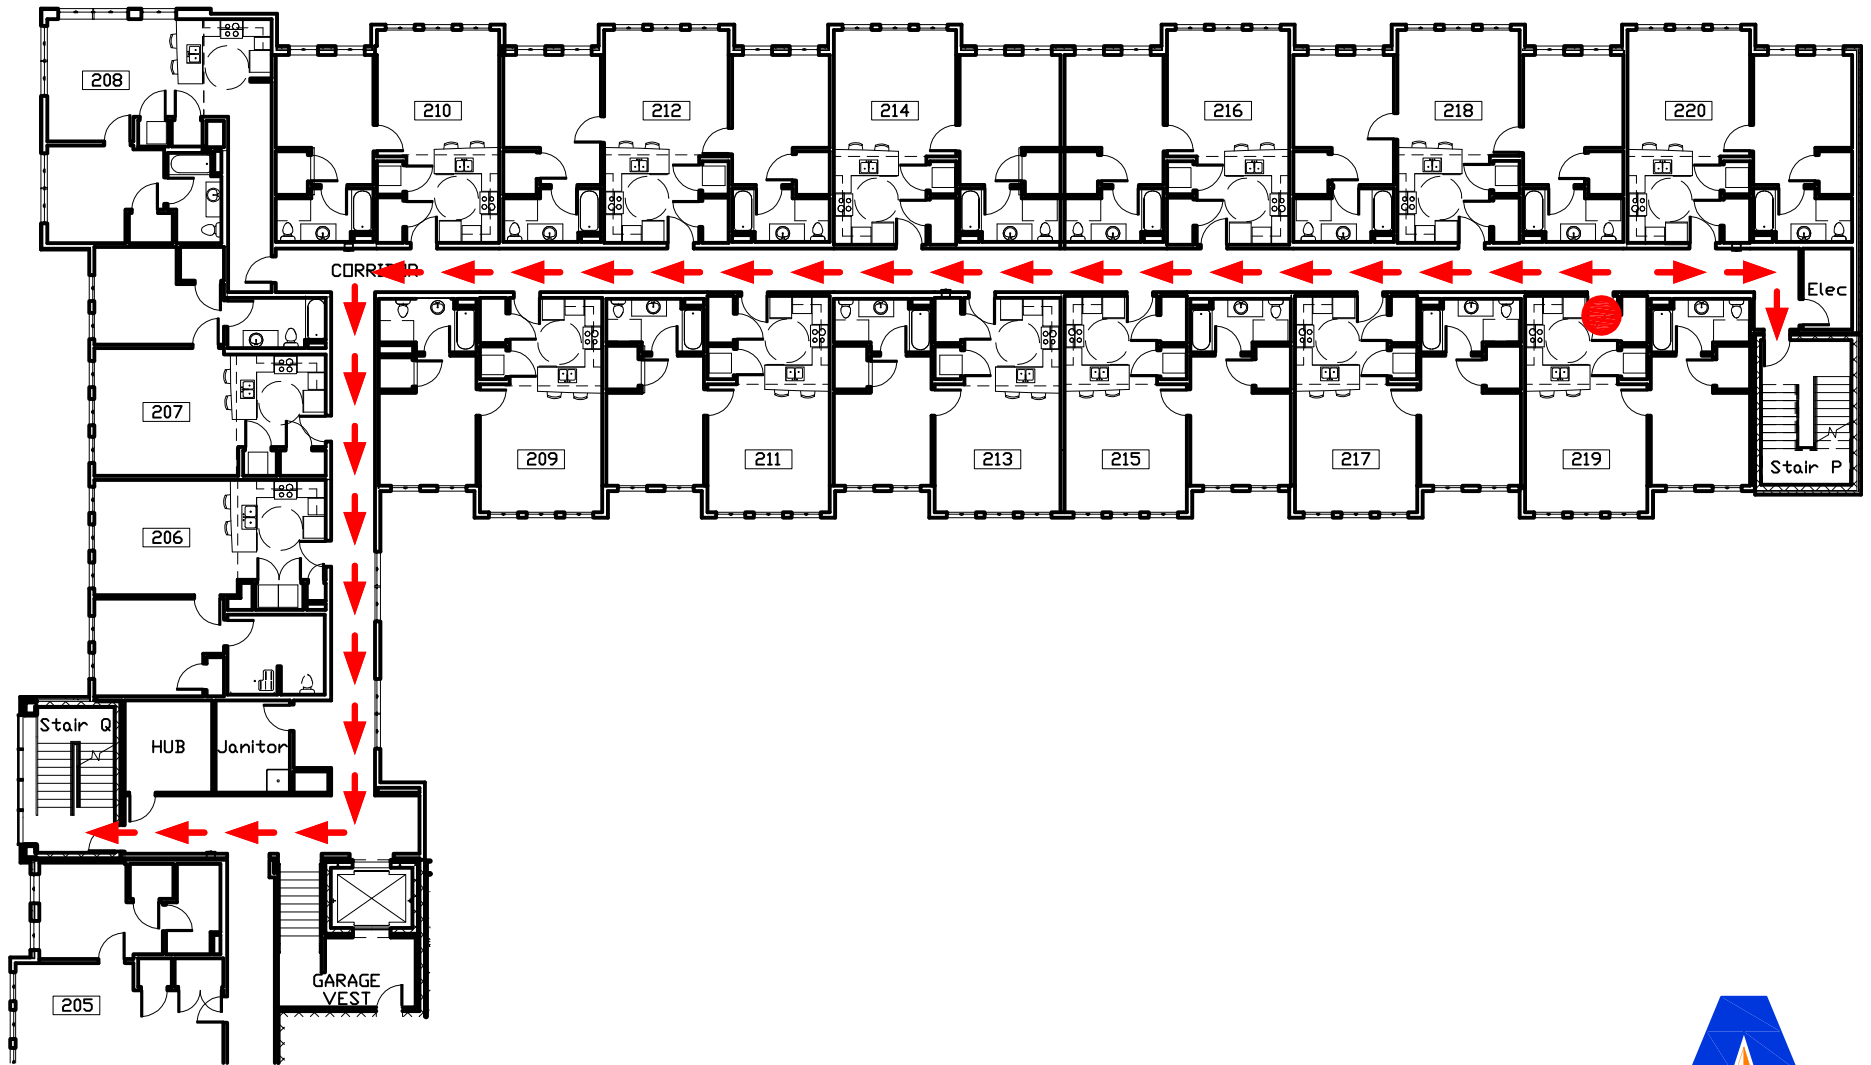 208
210
212
214
216
218
220
CORRIDOR
Elec
207
209
211
213
215
217
219
Stair P
206
Stair Q
HUB
Janitor
GARAGE
VEST
205